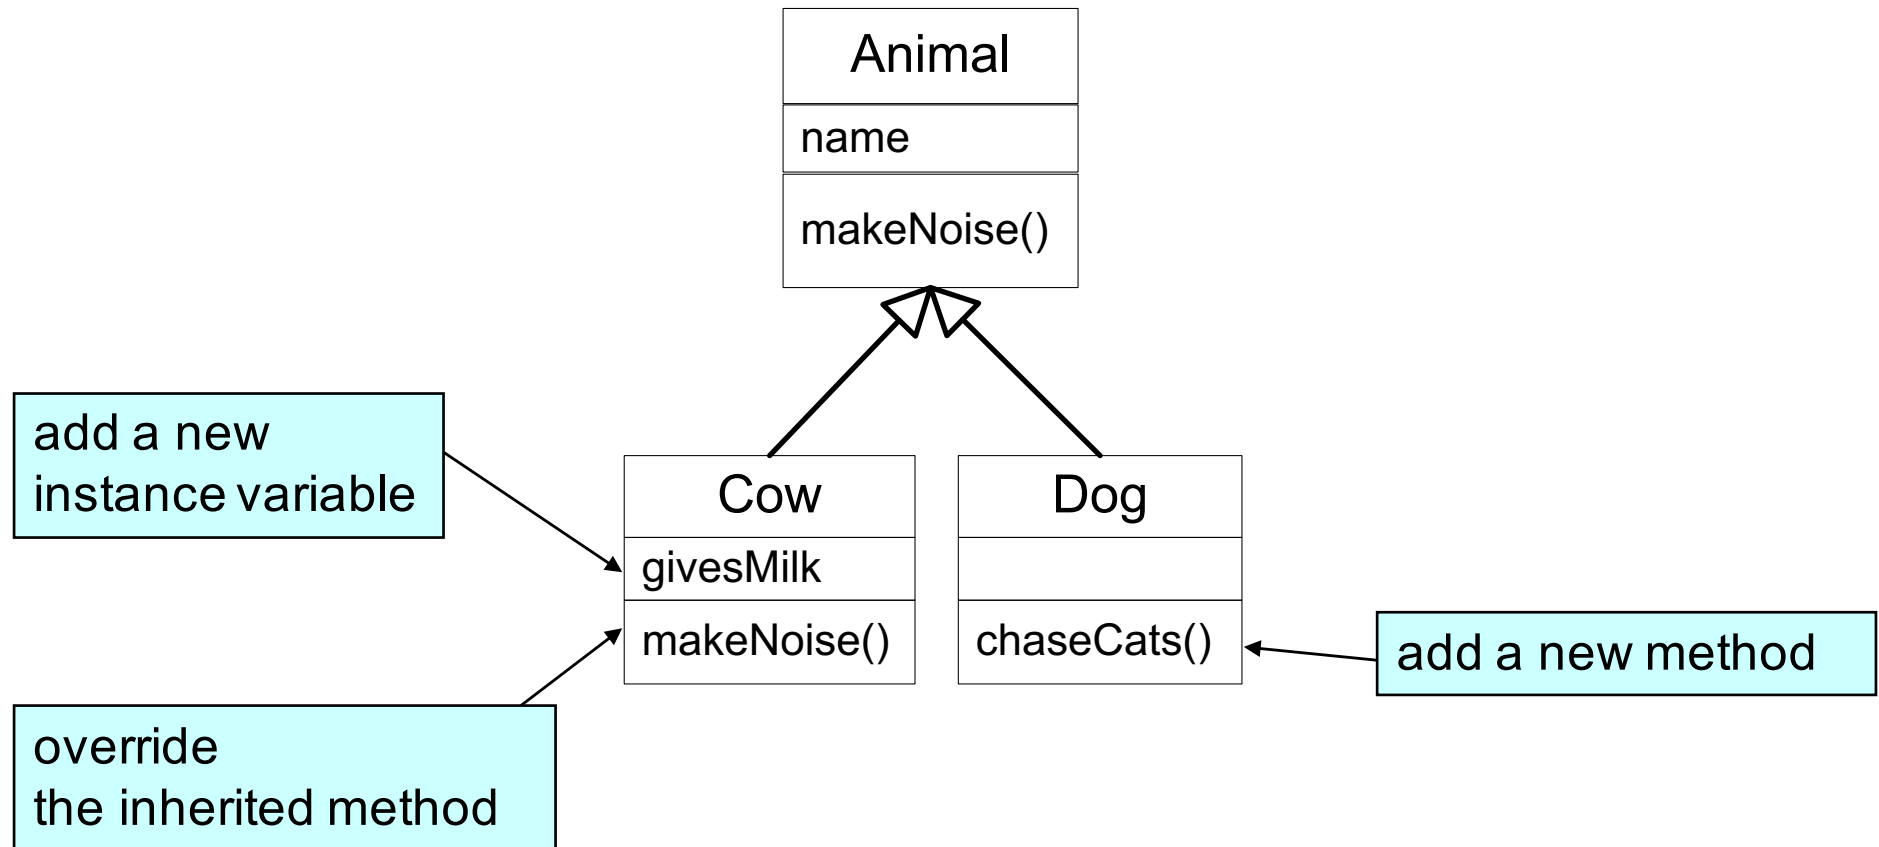 Animal
name
makeNoise()
add a new
instance variable
Cow
givesMilk
makeNoise()
Dog
chaseCats()
add a new method
override
the inherited method